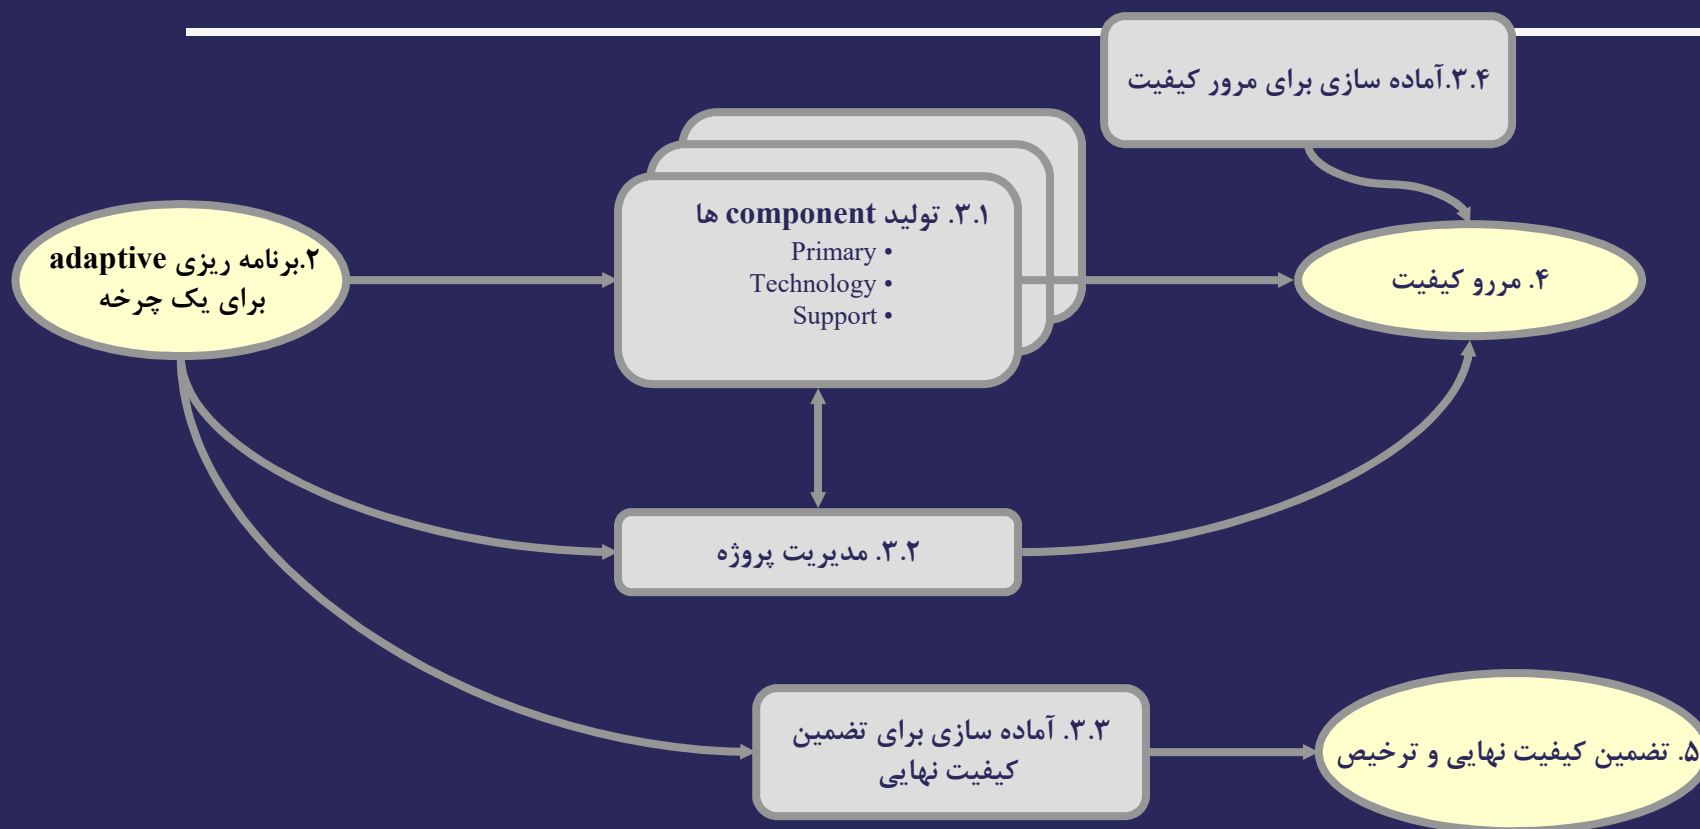 ۳.۴.آماده سازی برای مرور کیفیت
۳.۱. تولید component ها
• Primary
• Technology
• Support
۲.برنامه ریزی adaptive
برای یک چرخه
۴. مررو کیفیت
۳.۲. مدیریت پروژه
۳.۳. آماده سازی برای تضمین
کیفیت نهایی
۵. تضمین کیفیت نهایی و ترخیص